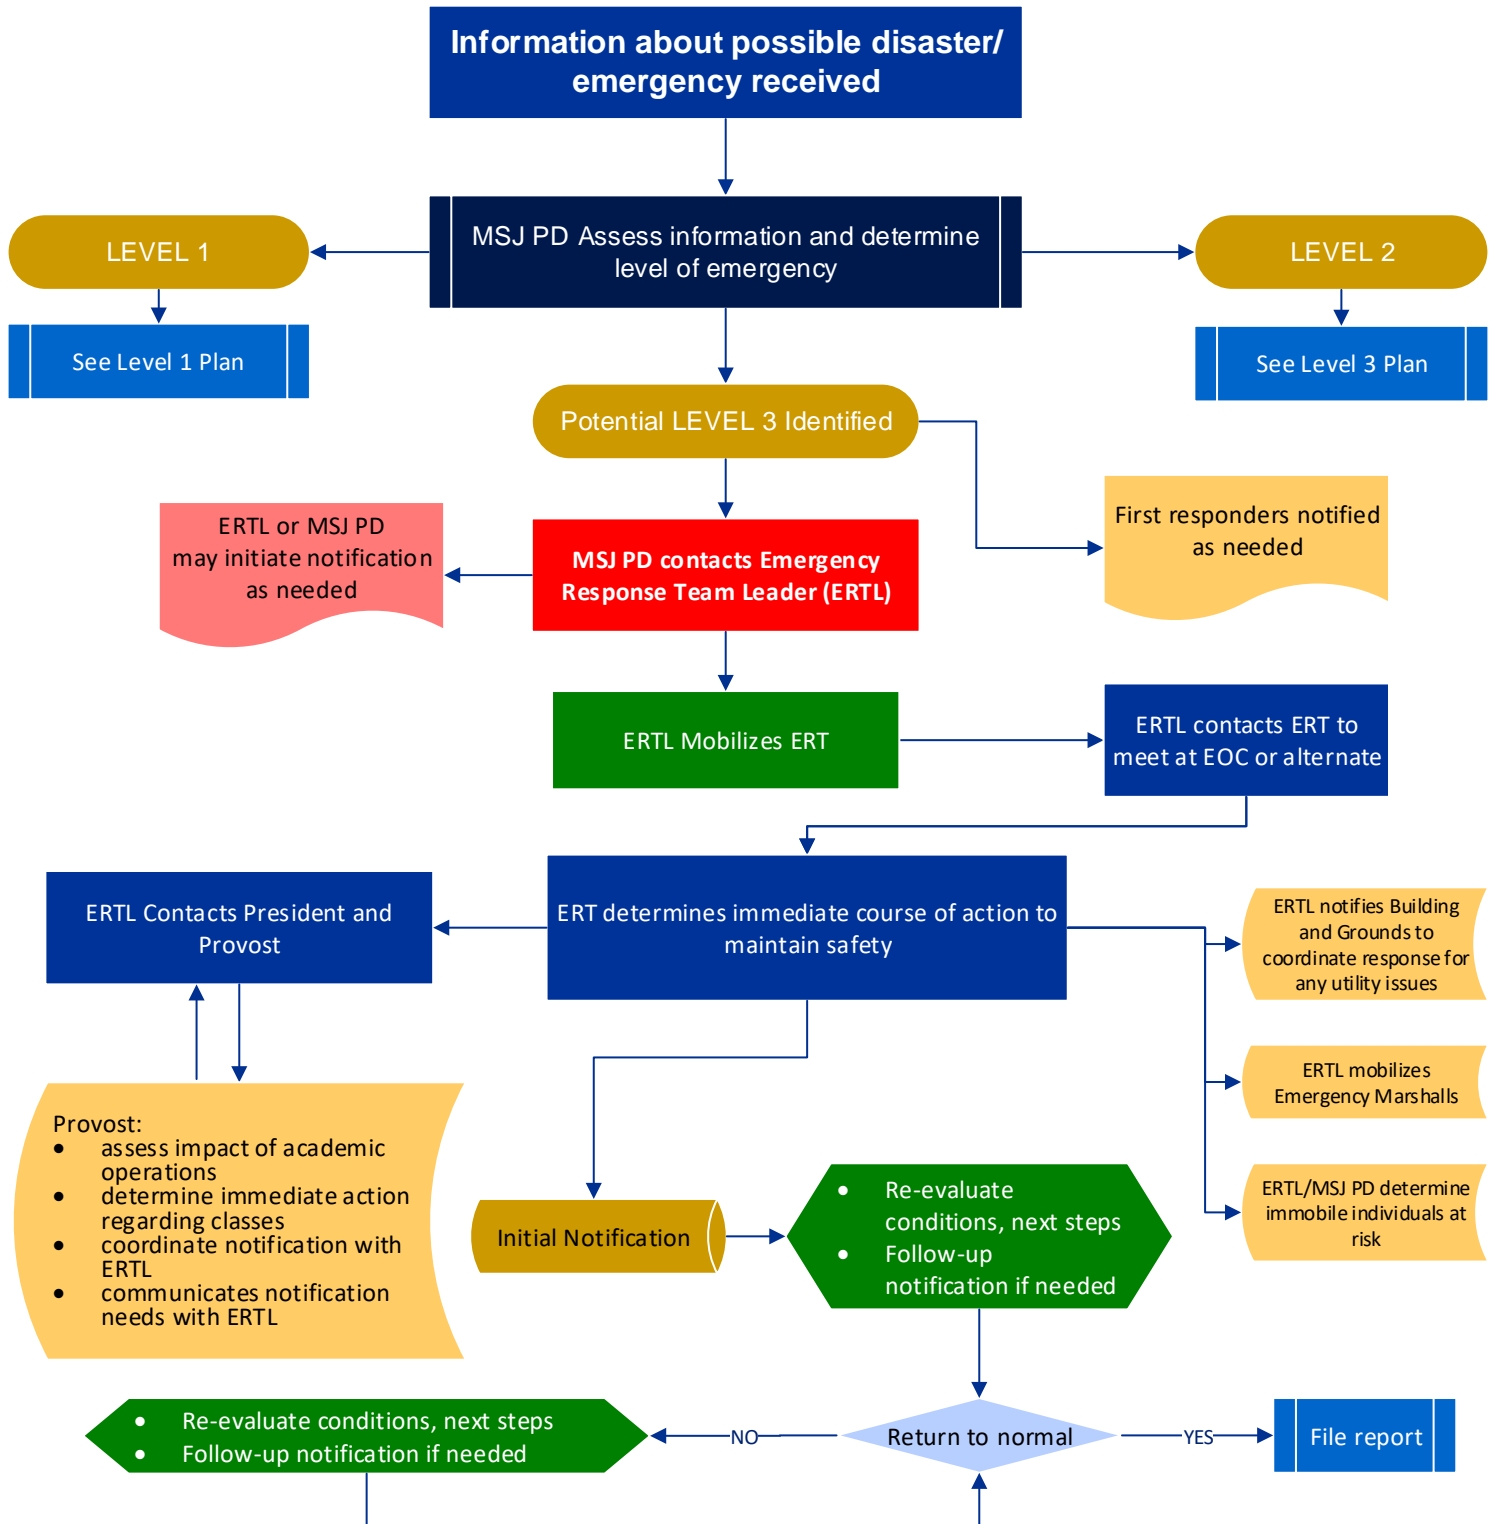 Information about possible disaster/
emergency received
MSJ PD Assess information and determine
level of emergency
LEVEL 1
LEVEL 2
See Level 1 Plan
See Level 3 Plan
Potential LEVEL 3 Identified
ERTL or MSJ PD
may initiate notification
as needed
MSJ PD contacts Emergency
Response Team Leader (ERTL)
First responders notified
as needed
ERTL Mobilizes ERT
ERTL contacts ERT to
meet at EOC or alternate
ERTL Contacts President and
Provost
ERT determines immediate course of action to
maintain safety
ERTL notifies Building
and Grounds to
coordinate response for
any utility issues
ERTL mobilizes
Emergency Marshalls
ERTL/MSJ PD determine
immobile individuals at
risk
Provost:
• assess impact of academic
operations
• determine immediate action
regarding classes
• coordinate notification with
ERTL
• communicates notification
needs with ERTL
Initial Notification
• Re-evaluate
conditions, next steps
• Follow-up
notification if needed
• Re-evaluate conditions, next steps
• Follow-up notification if needed
NO
Return to normal
YES
File report